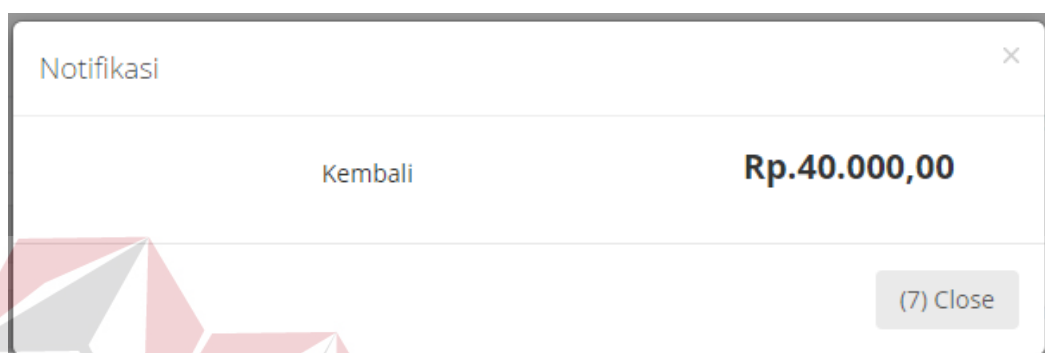 Notifikasi ×
Kembali Rp.40.000,00
(7) Close